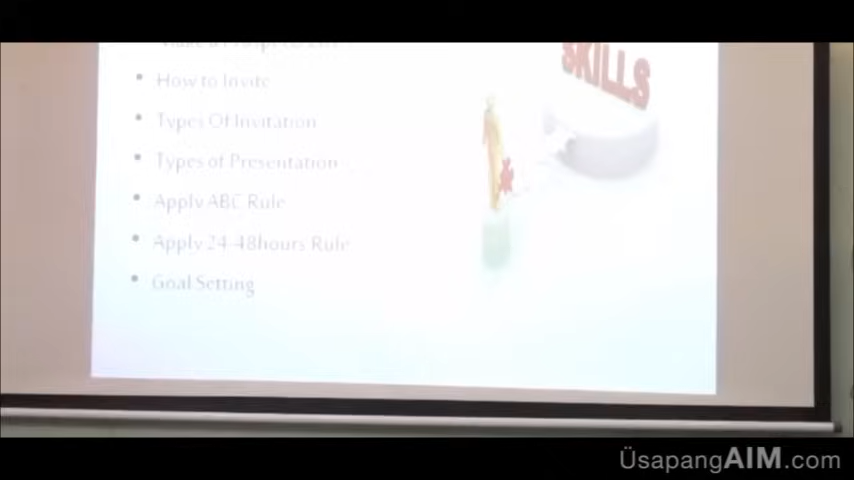 SKILLS
• How to Invite
• Types Of Invitation
• Types of Presentation
• Apply ABC Rule
• Apply 24-48hours Rule
• Goal Setting
ÜsapangAIM.com